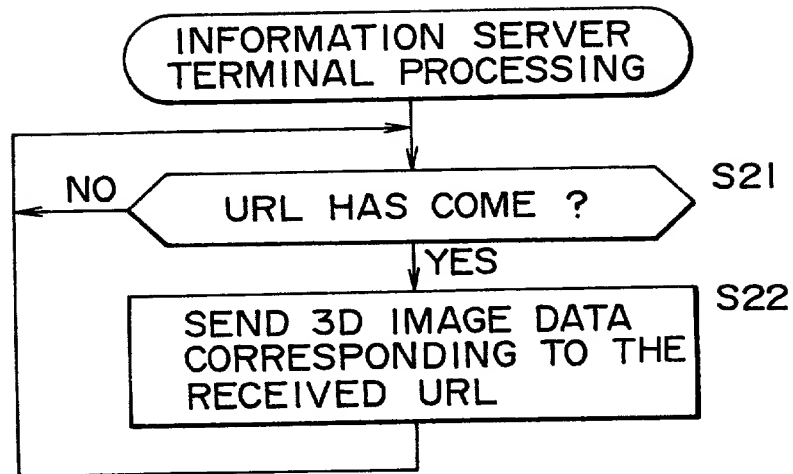 INFORMATION SERVER
TERMINAL PROCESSING
NO
URL HAS COME ?
S21
YES
SEND 3D IMAGE DATA
CORRESPONDING TO THE
RECEIVED URL
S22